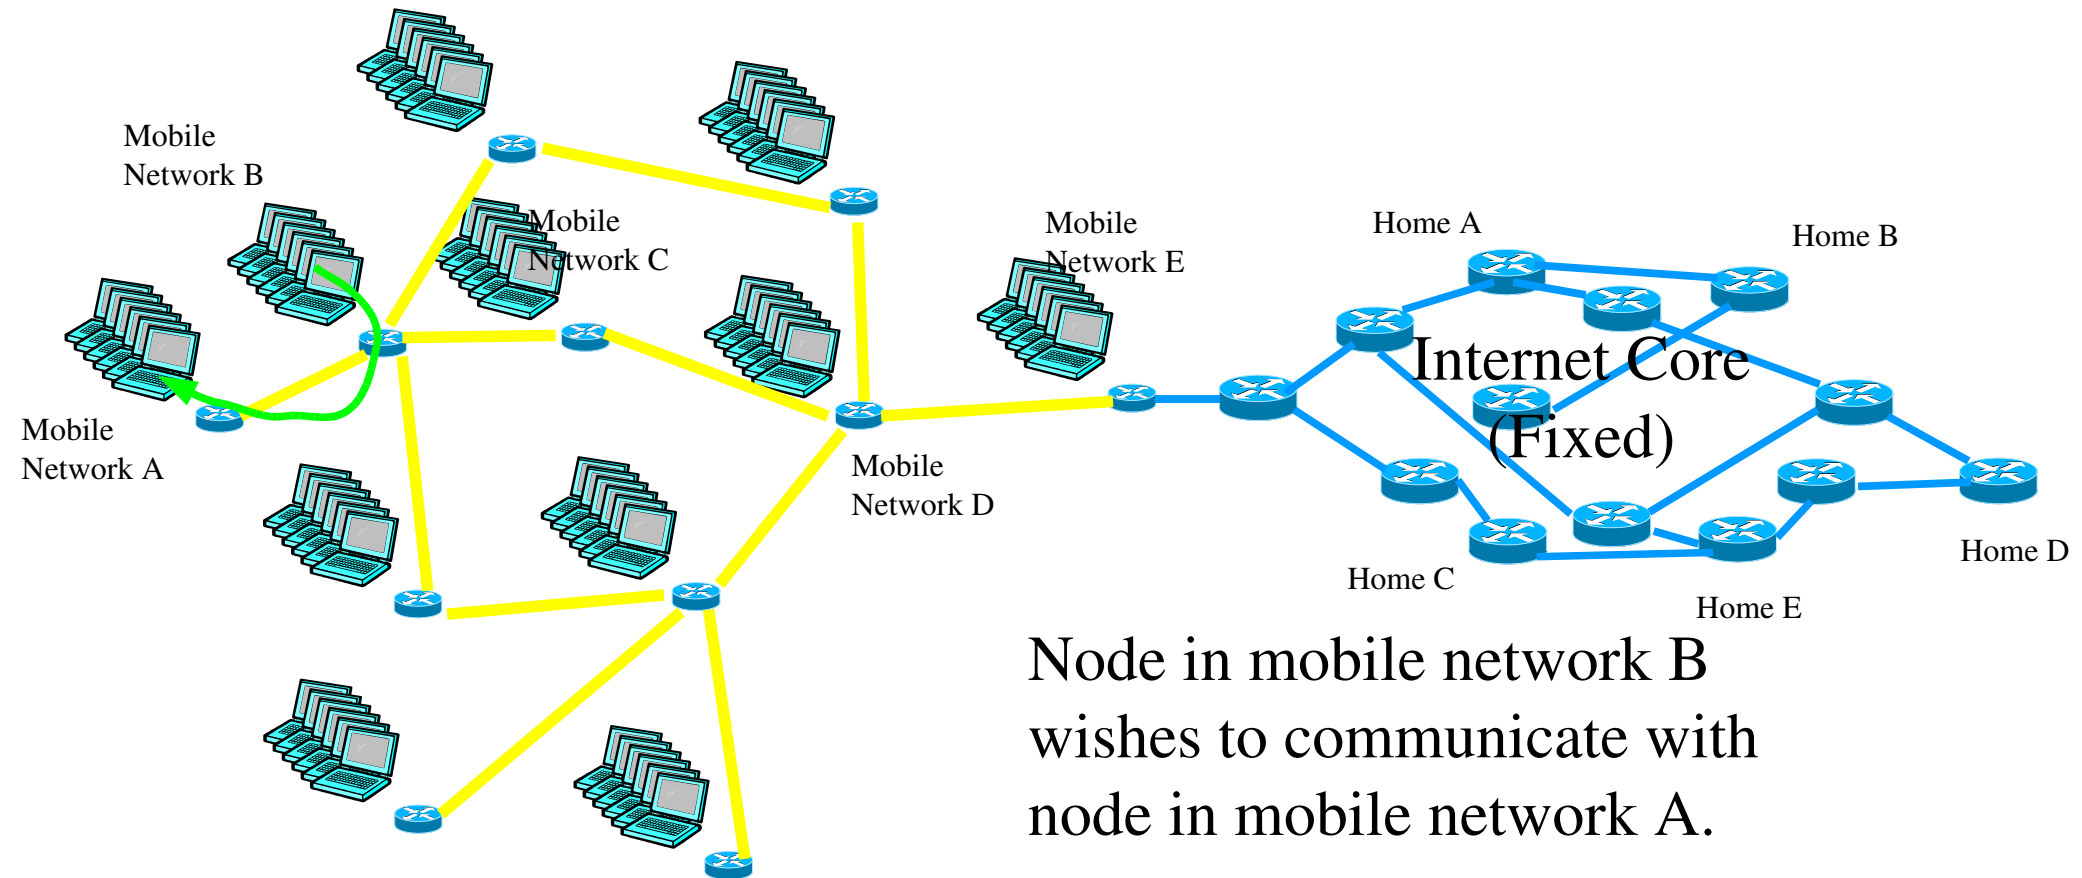 Mobile
Network B
Mobile
Network C
Mobile
Network E
Home A
Home B
Internet Core
(Fixed)
Mobile
Network A
Mobile
Network D
Home C
Home D
Home E
Node in mobile network B
wishes to communicate with
node in mobile network A.